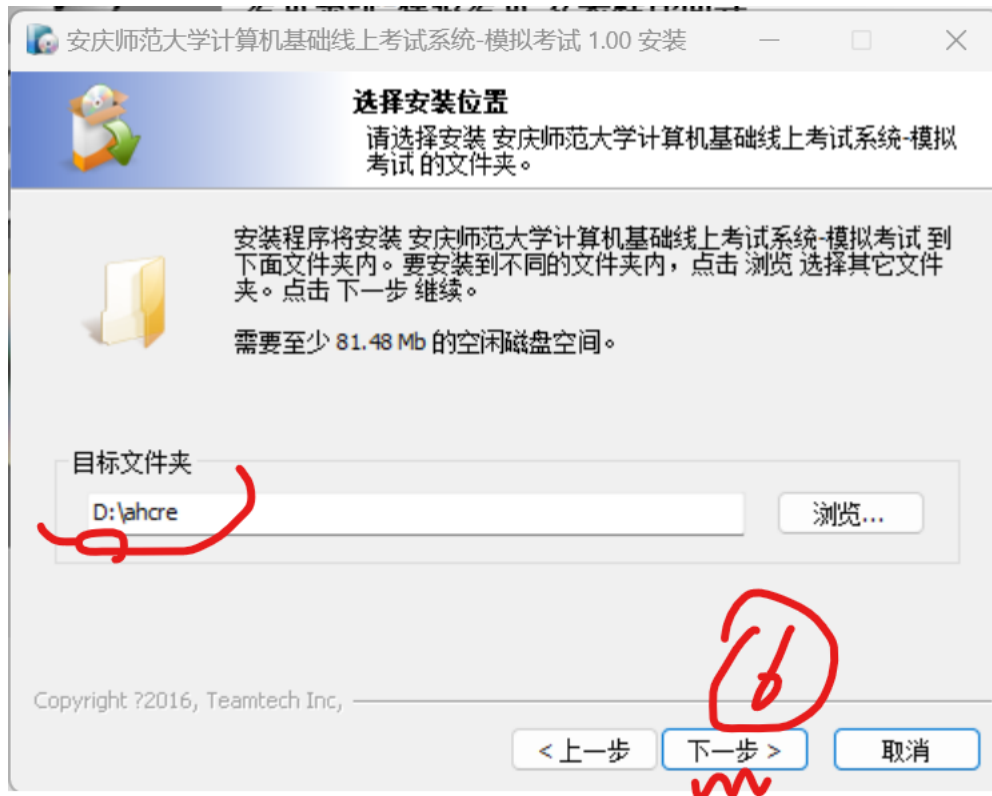 安庆师范大学计算机基础线上考试系统-模拟考试 1.00 安装
选择安装位置
请选择安装 安庆师范大学计算机基础线上考试系统-模拟
考试 的文件夹。
安装程序将安装 安庆师范大学计算机基础线上考试系统-模拟考试 到
下面文件夹内。要安装到不同的文件夹内，点击 浏览 选择其它文件
夹。点击 下一步 继续。
需要至少 81.48 Mb 的空闲磁盘空间。
目标文件夹
D:\ahcre
浏览...
Copyright ?2016, Teamtech Inc,
<上一步
下一步 >
取消